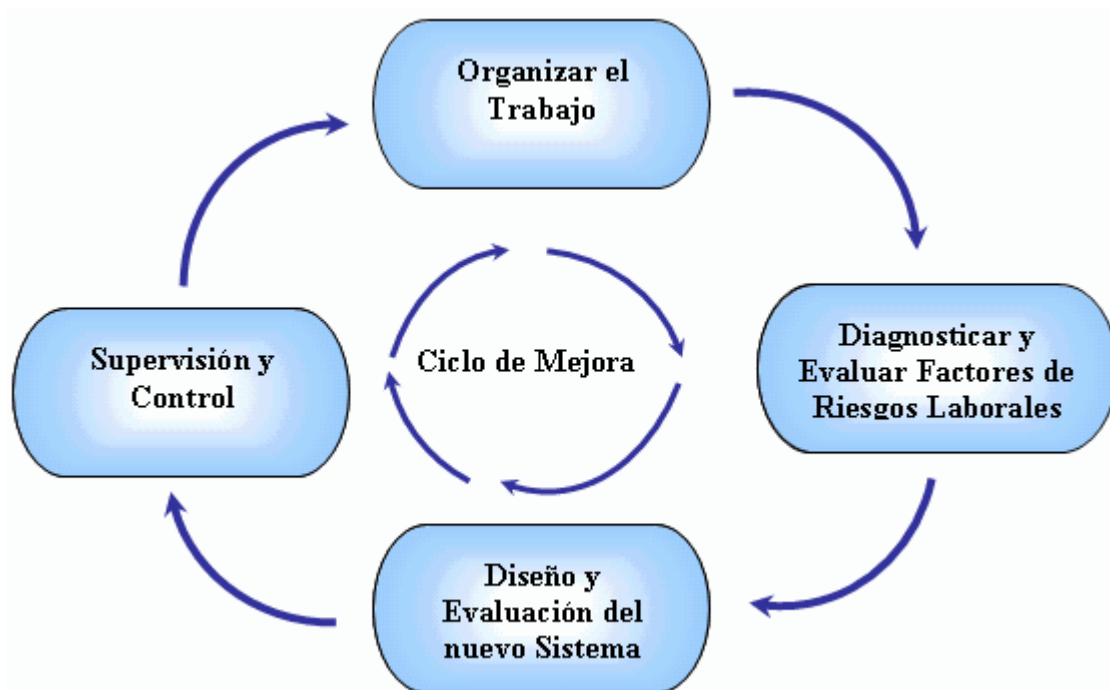 Organizar el
Trabajo
Diagnosticar y
Evaluar Factores de
Riesgos Laborales
Diseño y
Evaluación del
nuevo Sistema
Supervisión y
Control
Ciclo de Mejora